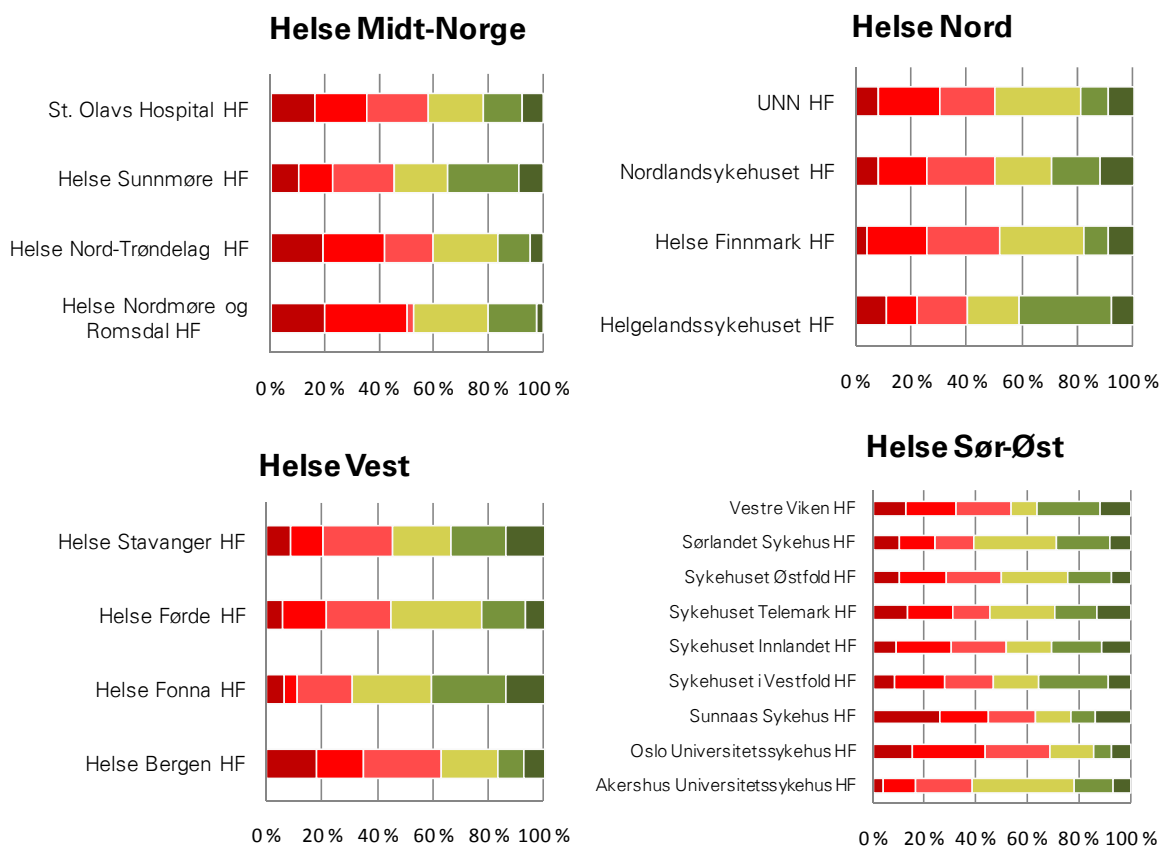 Helse Midt-Norge
St. Olavs Hospital HF
Helse Sunnmøre HF
Helse Nord-Trøndelag HF
Helse Nordmøre og
Romsdal HF
0 % 20 % 40 % 60 % 80 % 100 %
Helse Nord
UNN HF
Nordlandsykehuset HF
Helse Finnmark HF
Helgelandssykehuset HF
0 % 20 % 40 % 60 % 80 % 100 %
Helse Vest
Helse Stavanger HF
Helse Førde HF
Helse Fonna HF
Helse Bergen HF
0 % 20 % 40 % 60 % 80 % 100 %
Helse Sør-Øst
Vestre Viken HF
Sørlandet Sykehus HF
Sykehuset Østfold HF
Sykehuset Telemark HF
Sykehuset Innlandet HF
Sykehuset i Vestfold HF
Sunnaas Sykehus HF
Oslo Universitetssykehus HF
Akershus Universitetssykehus HF
0 % 20 % 40 % 60 % 80 % 100 %